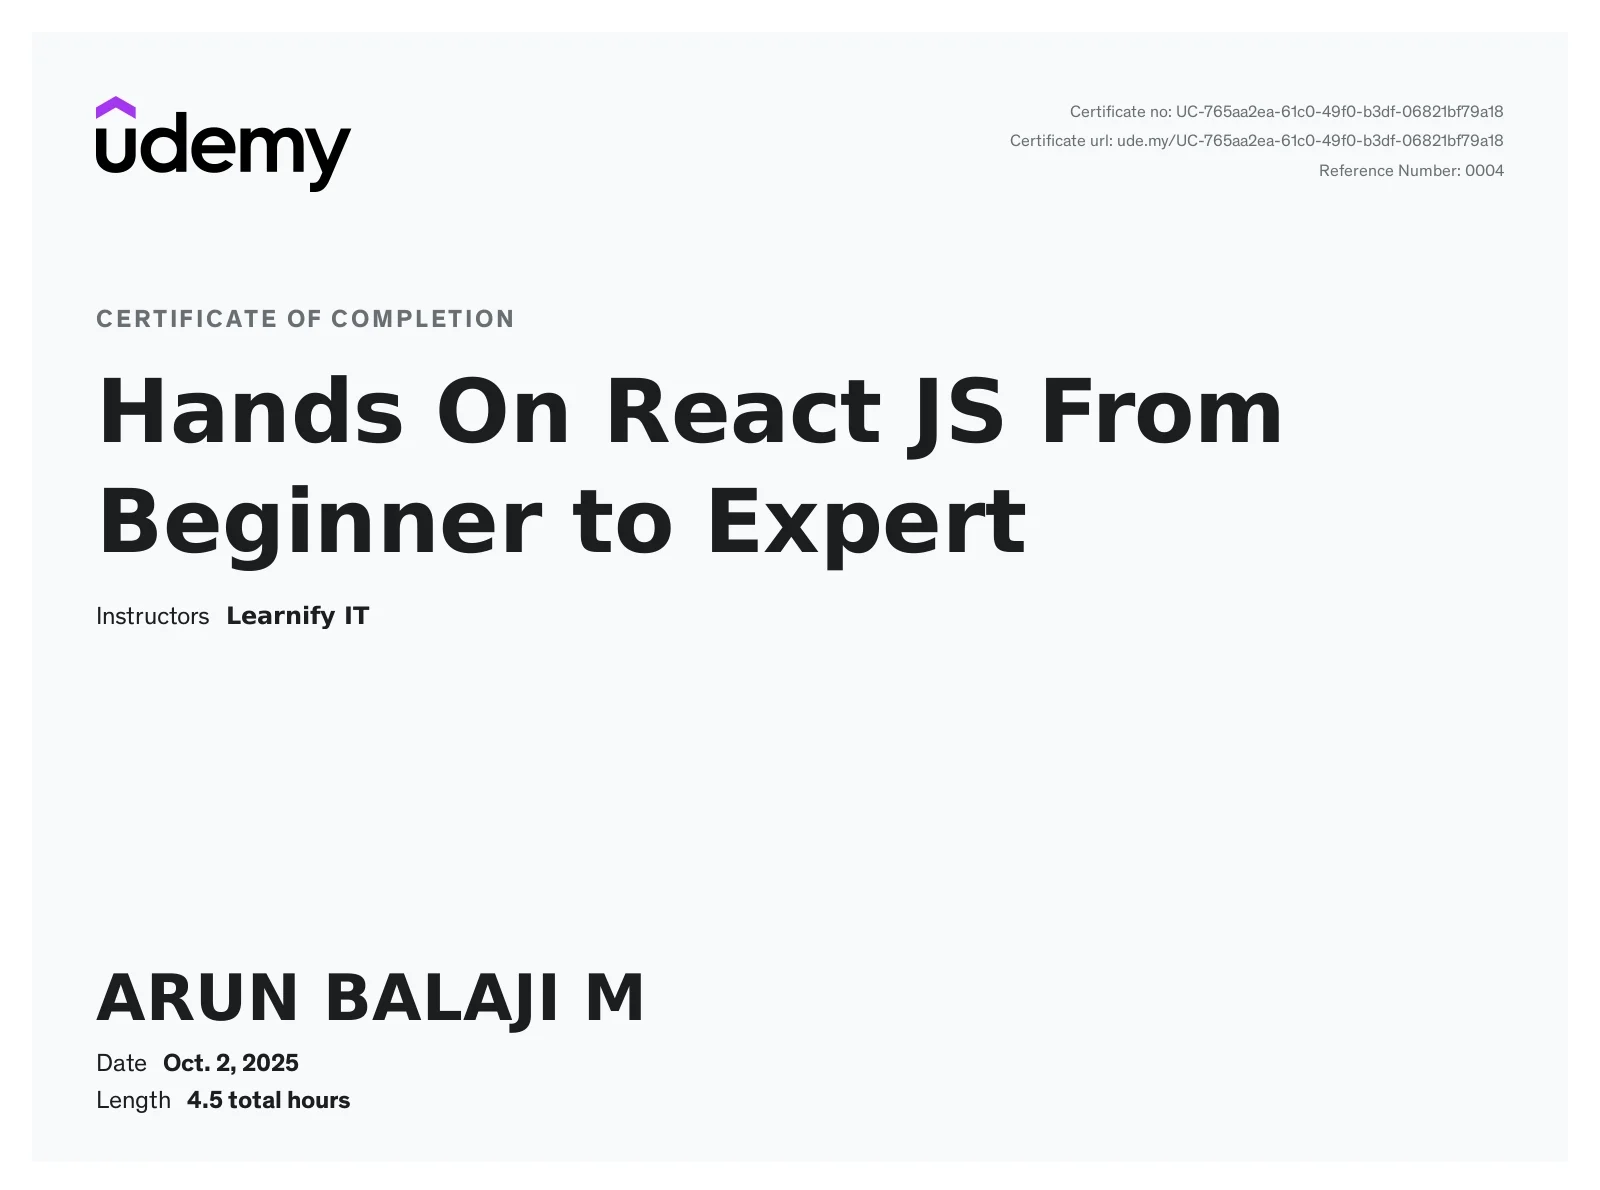 udemy
Certificate no: UC-765aa2ea-61c0-49f0-b3df-06821bf79a18
Certificate url: ude.my/UC-765aa2ea-61c0-49f0-b3df-06821bf79a18
Reference Number: 0004
CERTIFICATE OF COMPLETION
Hands On React JS From
Beginner to Expert
Instructors Learnify IT
ARUN BALAJI M
Date Oct. 2, 2025
Length 4.5 total hours